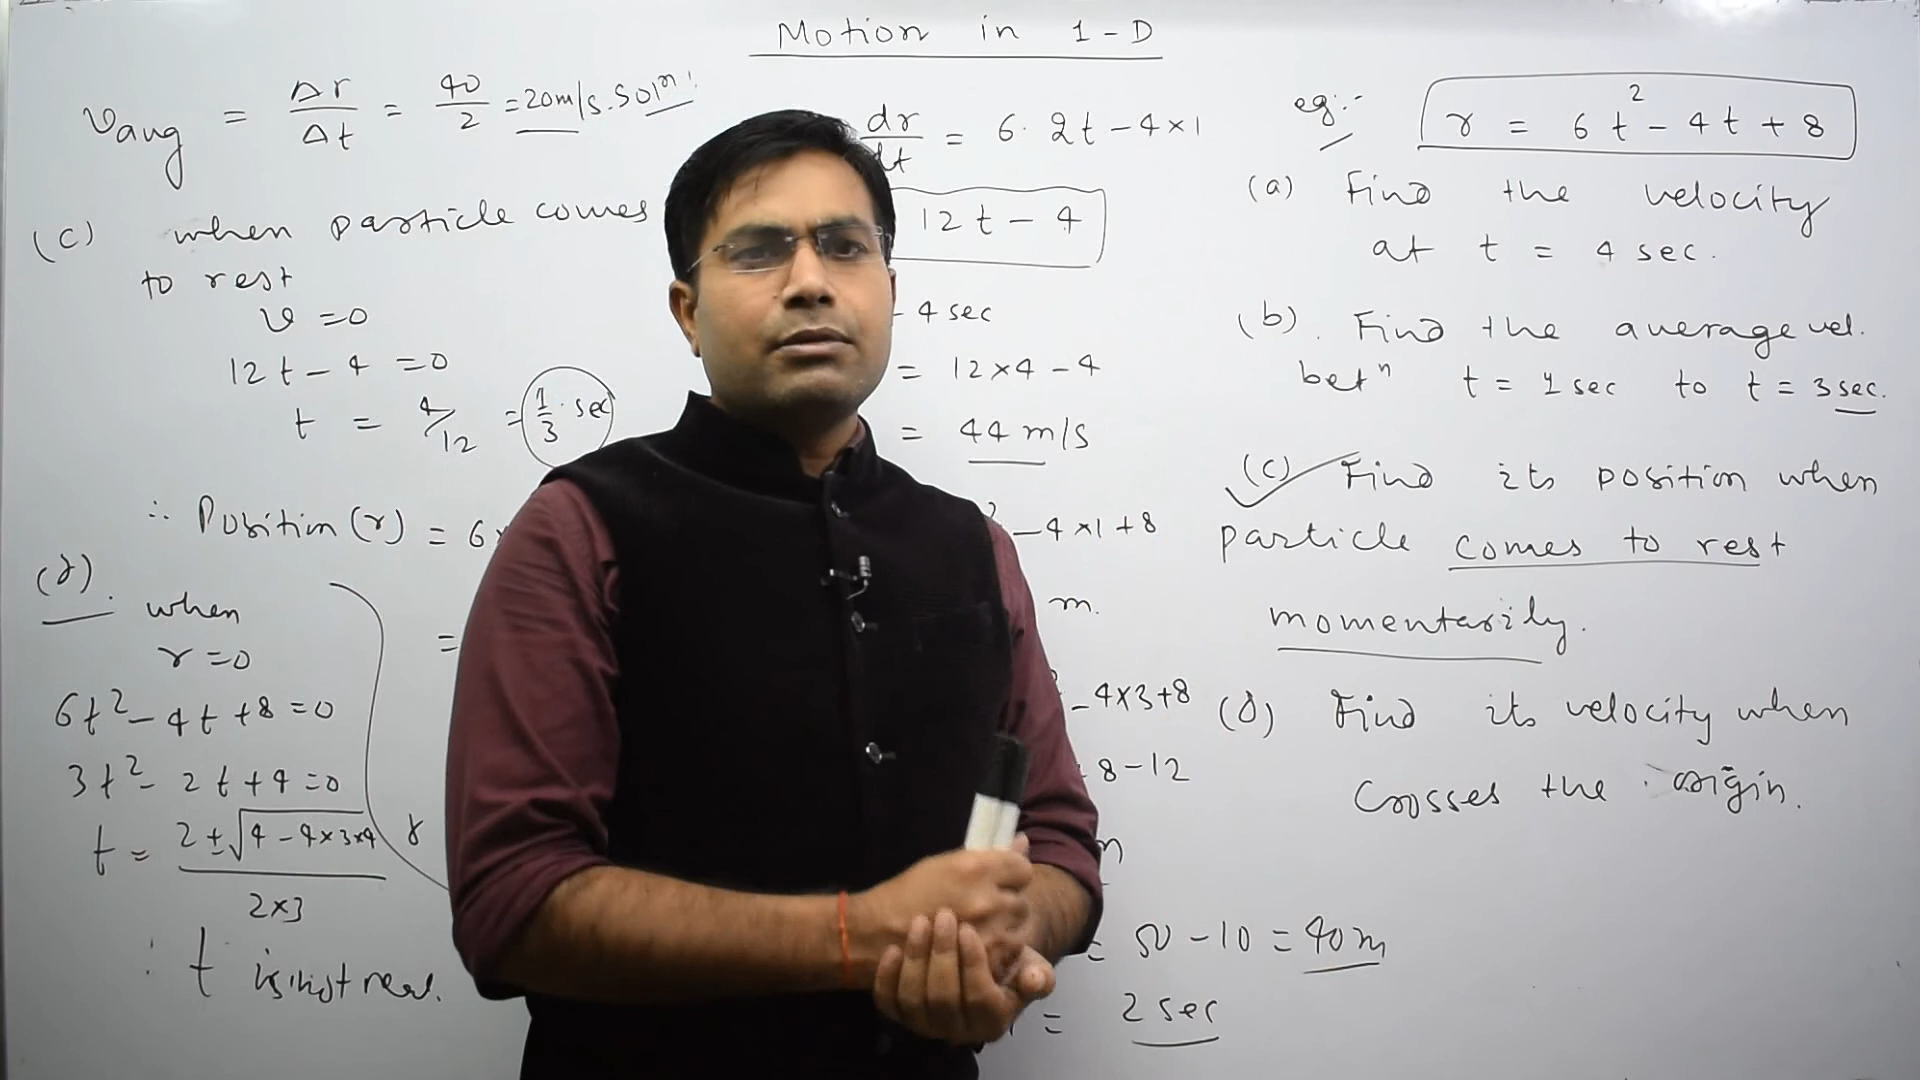 Motion in 1-D
eg:-
r = 6t² - 4t + 8
(a) Find the velocity
at t = 4 sec.
(b). Find the average vel.
betⁿ t = 1 sec to t = 3 sec.
(c) Find its position when
particle comes to rest
momentarily.
(d) Find its velocity when
crosses the origin.
dr/dt = 6·2t - 4×1
12t - 4
4 sec
= 12×4 - 4
= 44 m/s
- 4×1 + 8
m.
- 4×3+8
8-12
m
= 50 - 10 = 40m
= 2 sec
Vavg = Δr/Δt = 40/2 = 20m/s. Solⁿ!
(c) when particle comes
to rest
v = 0
12t - 4 = 0
t = 4/12 = 1/3 sec
∴ Position (r) = 6×
=
(d). when
r = 0
6t² - 4t + 8 = 0
3t² - 2t + 4 = 0
t = 2 ± √4 - 4×3×4 / 2×3
∴ t is not real.